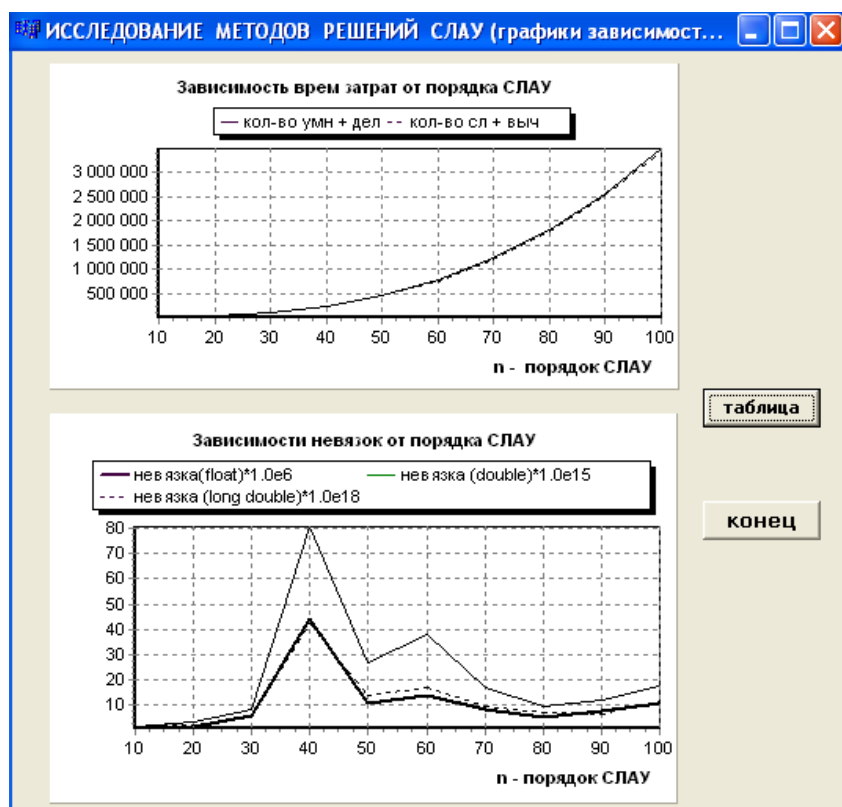 ИССЛЕДОВАНИЕ МЕТОДОВ РЕШЕНИЙ СЛАУ (графики зависимост...
Зависимость врем затрат от порядка СЛАУ
кол-во умн + дел кол-во сл + выч
3 000 000
2 500 000
2 000 000
1 500 000
1 000 000
500 000
10 20 30 40 50 60 70 80 90 100
n - порядок СЛАУ
таблица
Зависимости невязок от порядка СЛАУ
невязка(float)*1.0e6 невязка (double)*1.0e15
невязка (long double)*1.0e18
конец
80
70
60
50
40
30
20
10
10 20 30 40 50 60 70 80 90 100
n - порядок СЛАУ